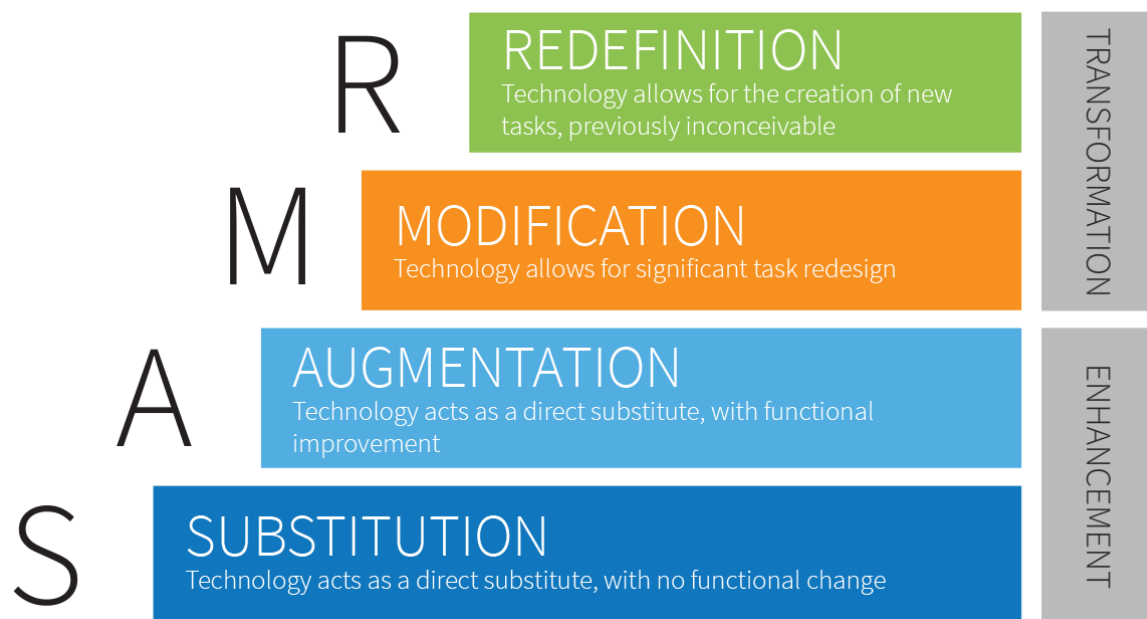 R
REDEFINITION
Technology allows for the creation of new
tasks, previously inconceivable
TRANSFORMATION
M
MODIFICATION
Technology allows for significant task redesign
A
AUGMENTATION
Technology acts as a direct substitute, with functional
improvement
ENHANCEMENT
S
SUBSTITUTION
Technology acts as a direct substitute, with no functional change